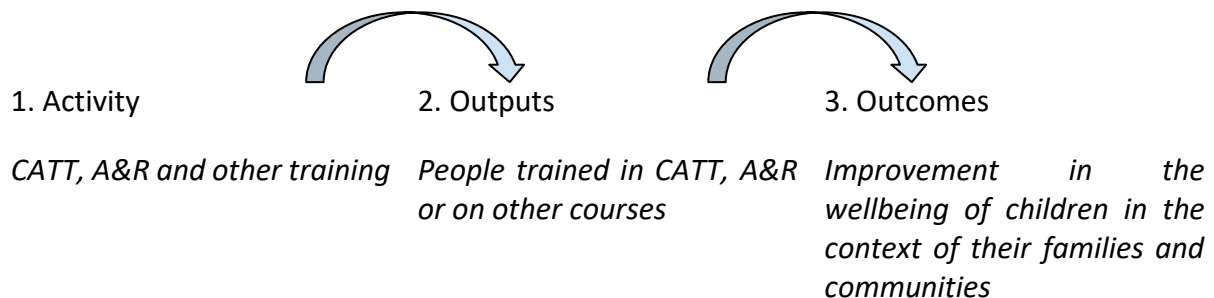 1. Activity
2. Outputs
3. Outcomes
CATT, A&R and other training
People trained in CATT, A&R
or on other courses
Improvement in the
wellbeing of children in the
context of their families and
communities